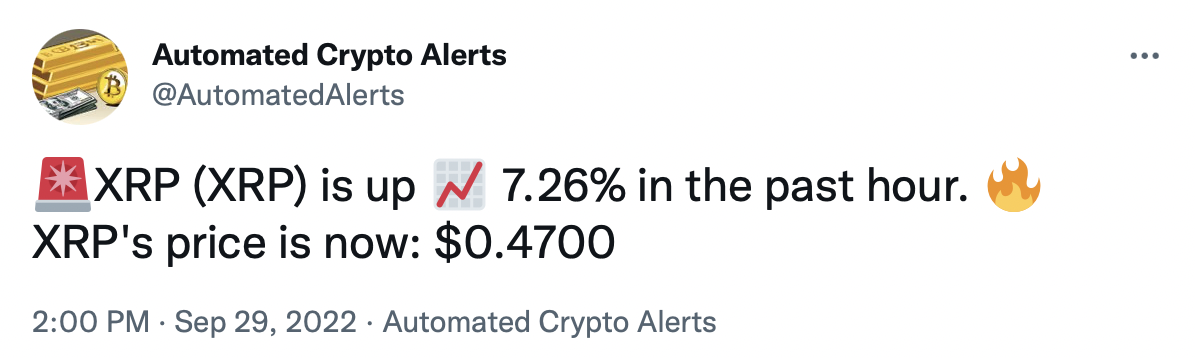 Automated Crypto Alerts
@AutomatedAlerts
🚨XRP (XRP) is up 📈 7.26% in the past hour. 🔥
XRP's price is now: $0.4700
2:00 PM · Sep 29, 2022 · Automated Crypto Alerts